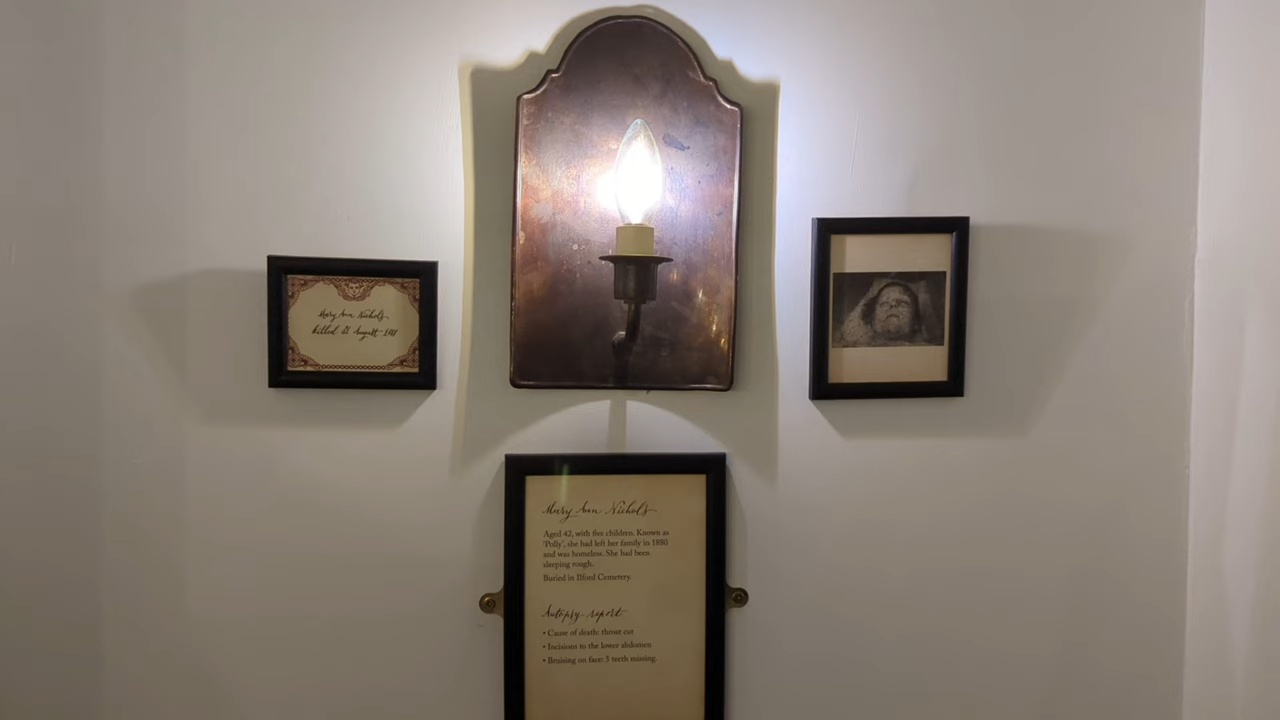 Mary Ann Nichols
Killed 31 August 1888
Mary Ann Nichols
Aged 42, with five children. Known as
'Polly', she had left her family in 1880
and was homeless. She had been
sleeping rough.
Buried in Ilford Cemetery.
Autopsy report
• Cause of death: throat cut
• Incisions to the lower abdomen
• Bruising on face: 5 teeth missing.